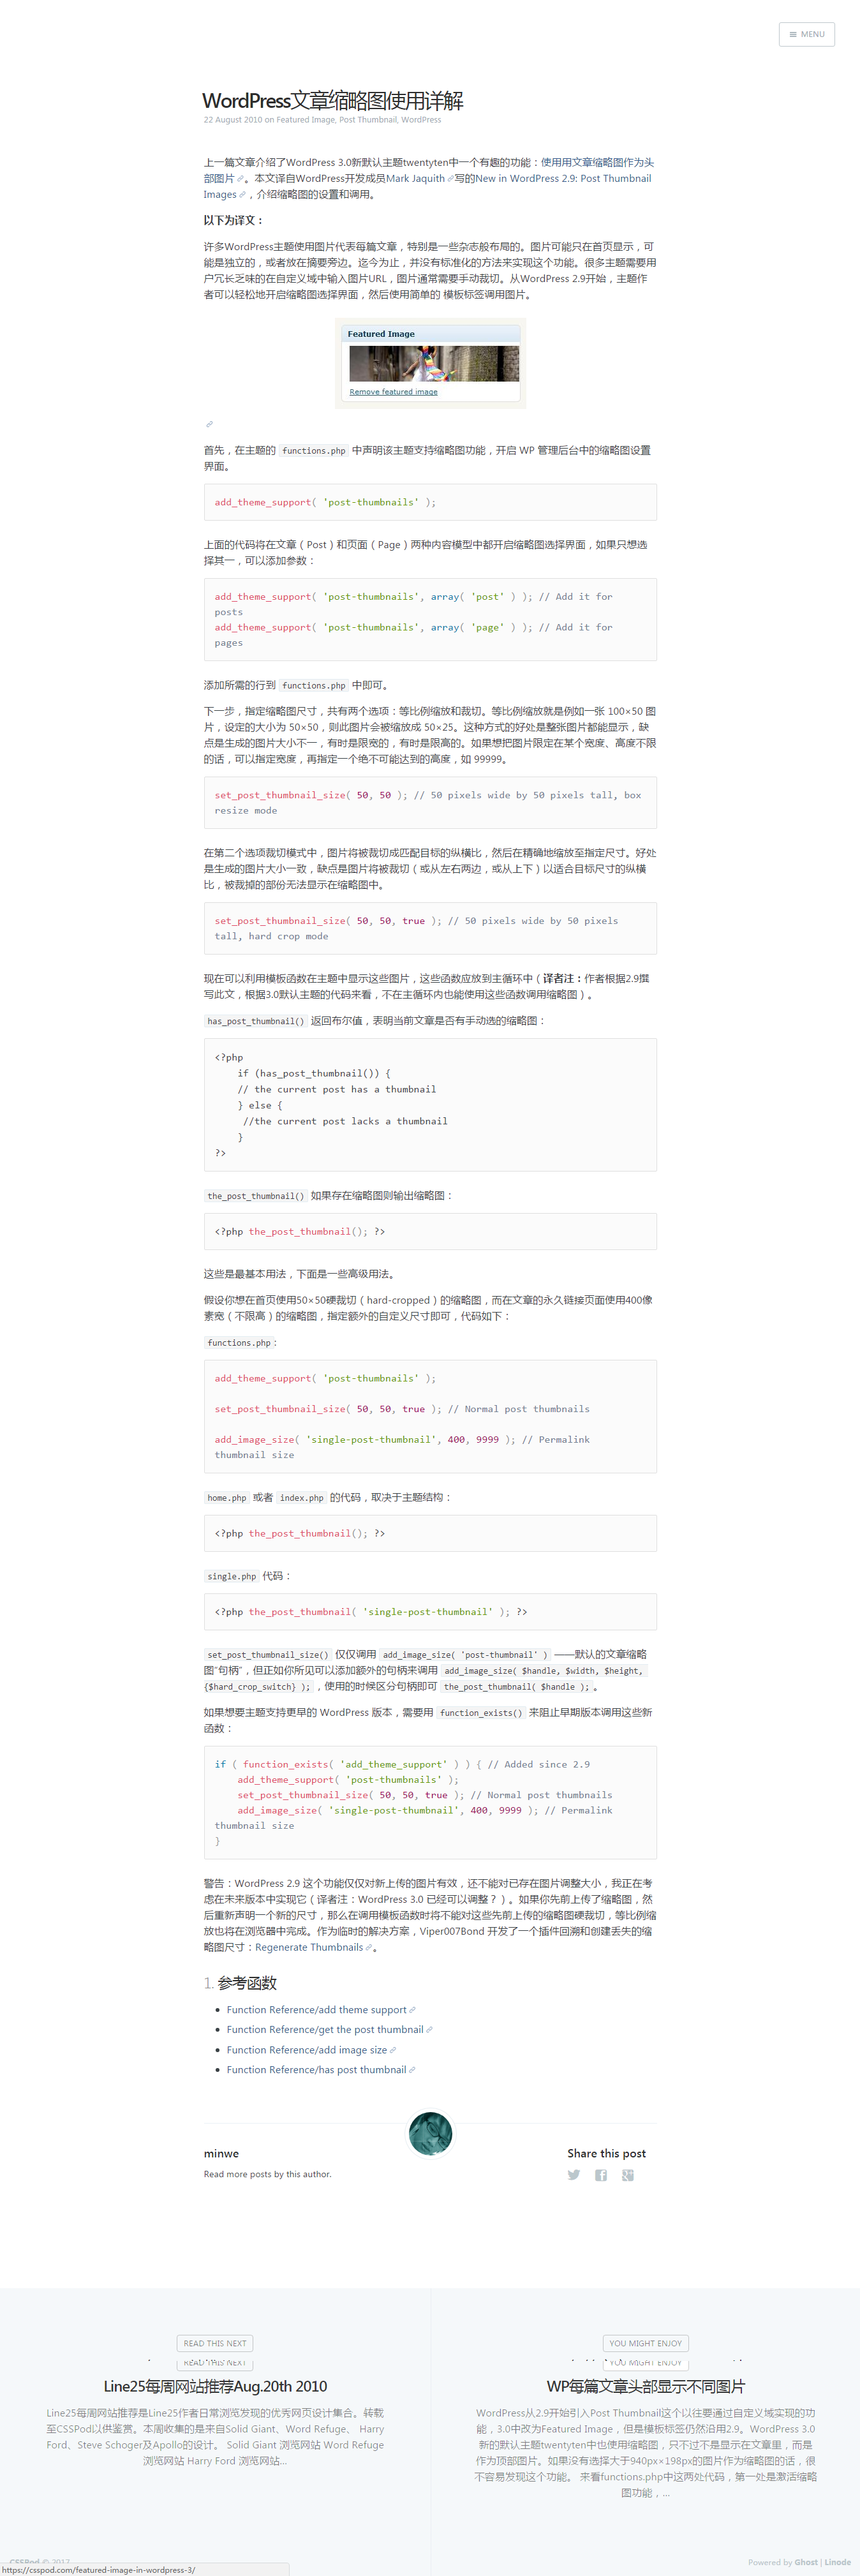 MENU
WordPress文章缩略图使用详解
22 August 2010 on Featured Image, Post Thumbnail, WordPress
上一篇文章介绍了WordPress 3.0新默认主题twentyten中一个有趣的功能：使用用文章缩略图作为头
部图片。本文译自WordPress开发成员Mark Jaquith写的New in WordPress 2.9: Post Thumbnail
Images，介绍缩略图的设置和调用。
以下为译文：
许多WordPress主题使用图片代表每篇文章，特别是一些杂志般布局的。图片可能只在首页显示，可
能是独立的，或者放在摘要旁边。迄今为止，并没有标准化的方法来实现这个功能。很多主题需要用
户冗长乏味的在自定义域中输入图片URL，图片通常需要手动裁切。从WordPress 2.9开始，主题作
者可以轻松地开启缩略图选择界面，然后使用简单的 模板标签调用图片。
Featured Image
Remove featured image
首先，在主题的 functions.php 中声明该主题支持缩略图功能，开启 WP 管理后台中的缩略图设置
界面。
add_theme_support( 'post-thumbnails' );
上面的代码将在文章（Post）和页面（Page）两种内容模型中都开启缩略图选择界面，如果只想选
择其一，可以添加参数：
add_theme_support( 'post-thumbnails', array( 'post' ) ); // Add it for
posts
add_theme_support( 'post-thumbnails', array( 'page' ) ); // Add it for
pages
添加所需的行到 functions.php 中即可。
下一步，指定缩略图尺寸，共有两个选项：等比例缩放和裁切。等比例缩放就是例如一张 100×50 图
片，设定的大小为 50×50，则此图片会被缩放成 50×25。这种方式的好处是整张图片都能显示，缺
点是生成的图片大小不一，有时是限宽的，有时是限高的。如果想把图片限定在某个宽度、高度不限
的话，可以指定宽度，再指定一个绝不可能达到的高度，如 99999。
set_post_thumbnail_size( 50, 50 ); // 50 pixels wide by 50 pixels tall, box
resize mode
在第二个选项裁切模式中，图片将被裁切成匹配目标的纵横比，然后在精确地缩放至指定尺寸。好处
是生成的图片大小一致，缺点是图片将被裁切（或从左右两边，或从上下）以适合目标尺寸的纵横
比，被裁掉的部份无法显示在缩略图中。
set_post_thumbnail_size( 50, 50, true ); // 50 pixels wide by 50 pixels
tall, hard crop mode
现在可以利用模板函数在主题中显示这些图片，这些函数应放到主循环中（译者注：作者根据2.9撰
写此文，根据3.0默认主题的代码来看，不在主循环内也能使用这些函数调用缩略图）。
has_post_thumbnail() 返回布尔值，表明当前文章是否有手动选的缩略图：
<?php
if (has_post_thumbnail()) {
// the current post has a thumbnail
} else {
//the current post lacks a thumbnail
}
?>
the_post_thumbnail() 如果存在缩略图则输出缩略图：
<?php the_post_thumbnail(); ?>
这些是最基本用法，下面是一些高级用法。
假设你想在首页使用50×50硬裁切（hard-cropped）的缩略图，而在文章的永久链接页面使用400像
素宽（不限高）的缩略图，指定额外的自定义尺寸即可，代码如下：
functions.php：
add_theme_support( 'post-thumbnails' );
set_post_thumbnail_size( 50, 50, true ); // Normal post thumbnails
add_image_size( 'single-post-thumbnail', 400, 9999 ); // Permalink
thumbnail size
home.php 或者 index.php 的代码，取决于主题结构：
<?php the_post_thumbnail(); ?>
single.php 代码：
<?php the_post_thumbnail( 'single-post-thumbnail' ); ?>
set_post_thumbnail_size() 仅仅调用 add_image_size( 'post-thumbnail' ) ——默认的文章缩略
图“句柄”，但正如你所见可以添加额外的句柄来调用 add_image_size( $handle, $width, $height,
{$hard_crop_switch} );，使用的时候区分句柄即可 the_post_thumbnail( $handle );。
如果想要主题支持更早的 WordPress 版本，需要用 function_exists() 来阻止早期版本调用这些新
函数：
if ( function_exists( 'add_theme_support' ) ) { // Added since 2.9
add_theme_support( 'post-thumbnails' );
set_post_thumbnail_size( 50, 50, true ); // Normal post thumbnails
add_image_size( 'single-post-thumbnail', 400, 9999 ); // Permalink
thumbnail size
}
警告：WordPress 2.9 这个功能仅仅对新上传的图片有效，还不能对已存在图片调整大小，我正在考
虑在未来版本中实现它（译者注：WordPress 3.0 已经可以调整？）。如果你先前上传了缩略图，然
后重新声明一个新的尺寸，那么在调用模板函数时将不能对这些先前上传的缩略图硬裁切，等比例缩
放也将在浏览器中完成。作为临时的解决方案，Viper007Bond 开发了一个插件回溯和创建丢失的缩
略图尺寸：Regenerate Thumbnails。
1. 参考函数
Function Reference/add theme support
Function Reference/get the post thumbnail
Function Reference/add image size
Function Reference/has post thumbnail
minwe
Share this post
Read more posts by this author.
READ THIS NEXT
READ THIS NEXT
Line25每周网站推荐Aug.20th 2010
Line25每周网站推荐是Line25作者日常浏览发现的优秀网页设计集合。转载
至CSSPod以供鉴赏。本周收集的是来自Solid Giant、Word Refuge、 Harry
Ford、Steve Schoger及Apollo的设计。 Solid Giant 浏览网站 Word Refuge
浏览网站 Harry Ford 浏览网站…
YOU MIGHT ENJOY
YOU MIGHT ENJOY
WP每篇文章头部显示不同图片
WordPress从2.9开始引入Post Thumbnail这个以往要通过自定义域实现的功
能，3.0中改为Featured Image，但是模板标签仍然沿用2.9。WordPress 3.0
新的默认主题twentyten中也使用缩略图，只不过不是显示在文章里，而是
作为顶部图片。如果没有选择大于940px×198px的图片作为缩略图的话，很
不容易发现这个功能。 来看functions.php中这两处代码，第一处是激活缩略
图功能，…
CSSPod © 2017
https://csspod.com/featured-image-in-wordpress-3/
Powered by Ghost | Linode